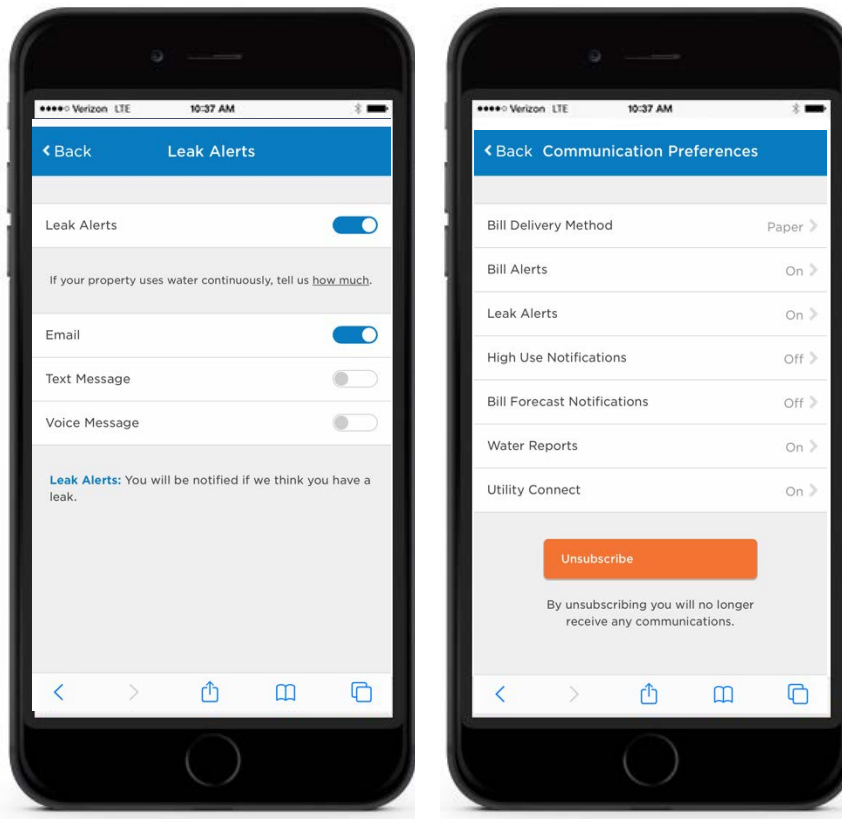 Verizon LTE 10:37 AM
Back Leak Alerts
Leak Alerts
If your property uses water continuously, tell us how much.
Email
Text Message
Voice Message
Leak Alerts: You will be notified if we think you have a
leak.
Verizon LTE 10:37 AM
Back Communication Preferences
Bill Delivery Method Paper
Bill Alerts On
Leak Alerts On
High Use Notifications Off
Bill Forecast Notifications Off
Water Reports On
Utility Connect On
Unsubscribe
By unsubscribing you will no longer
receive any communications.